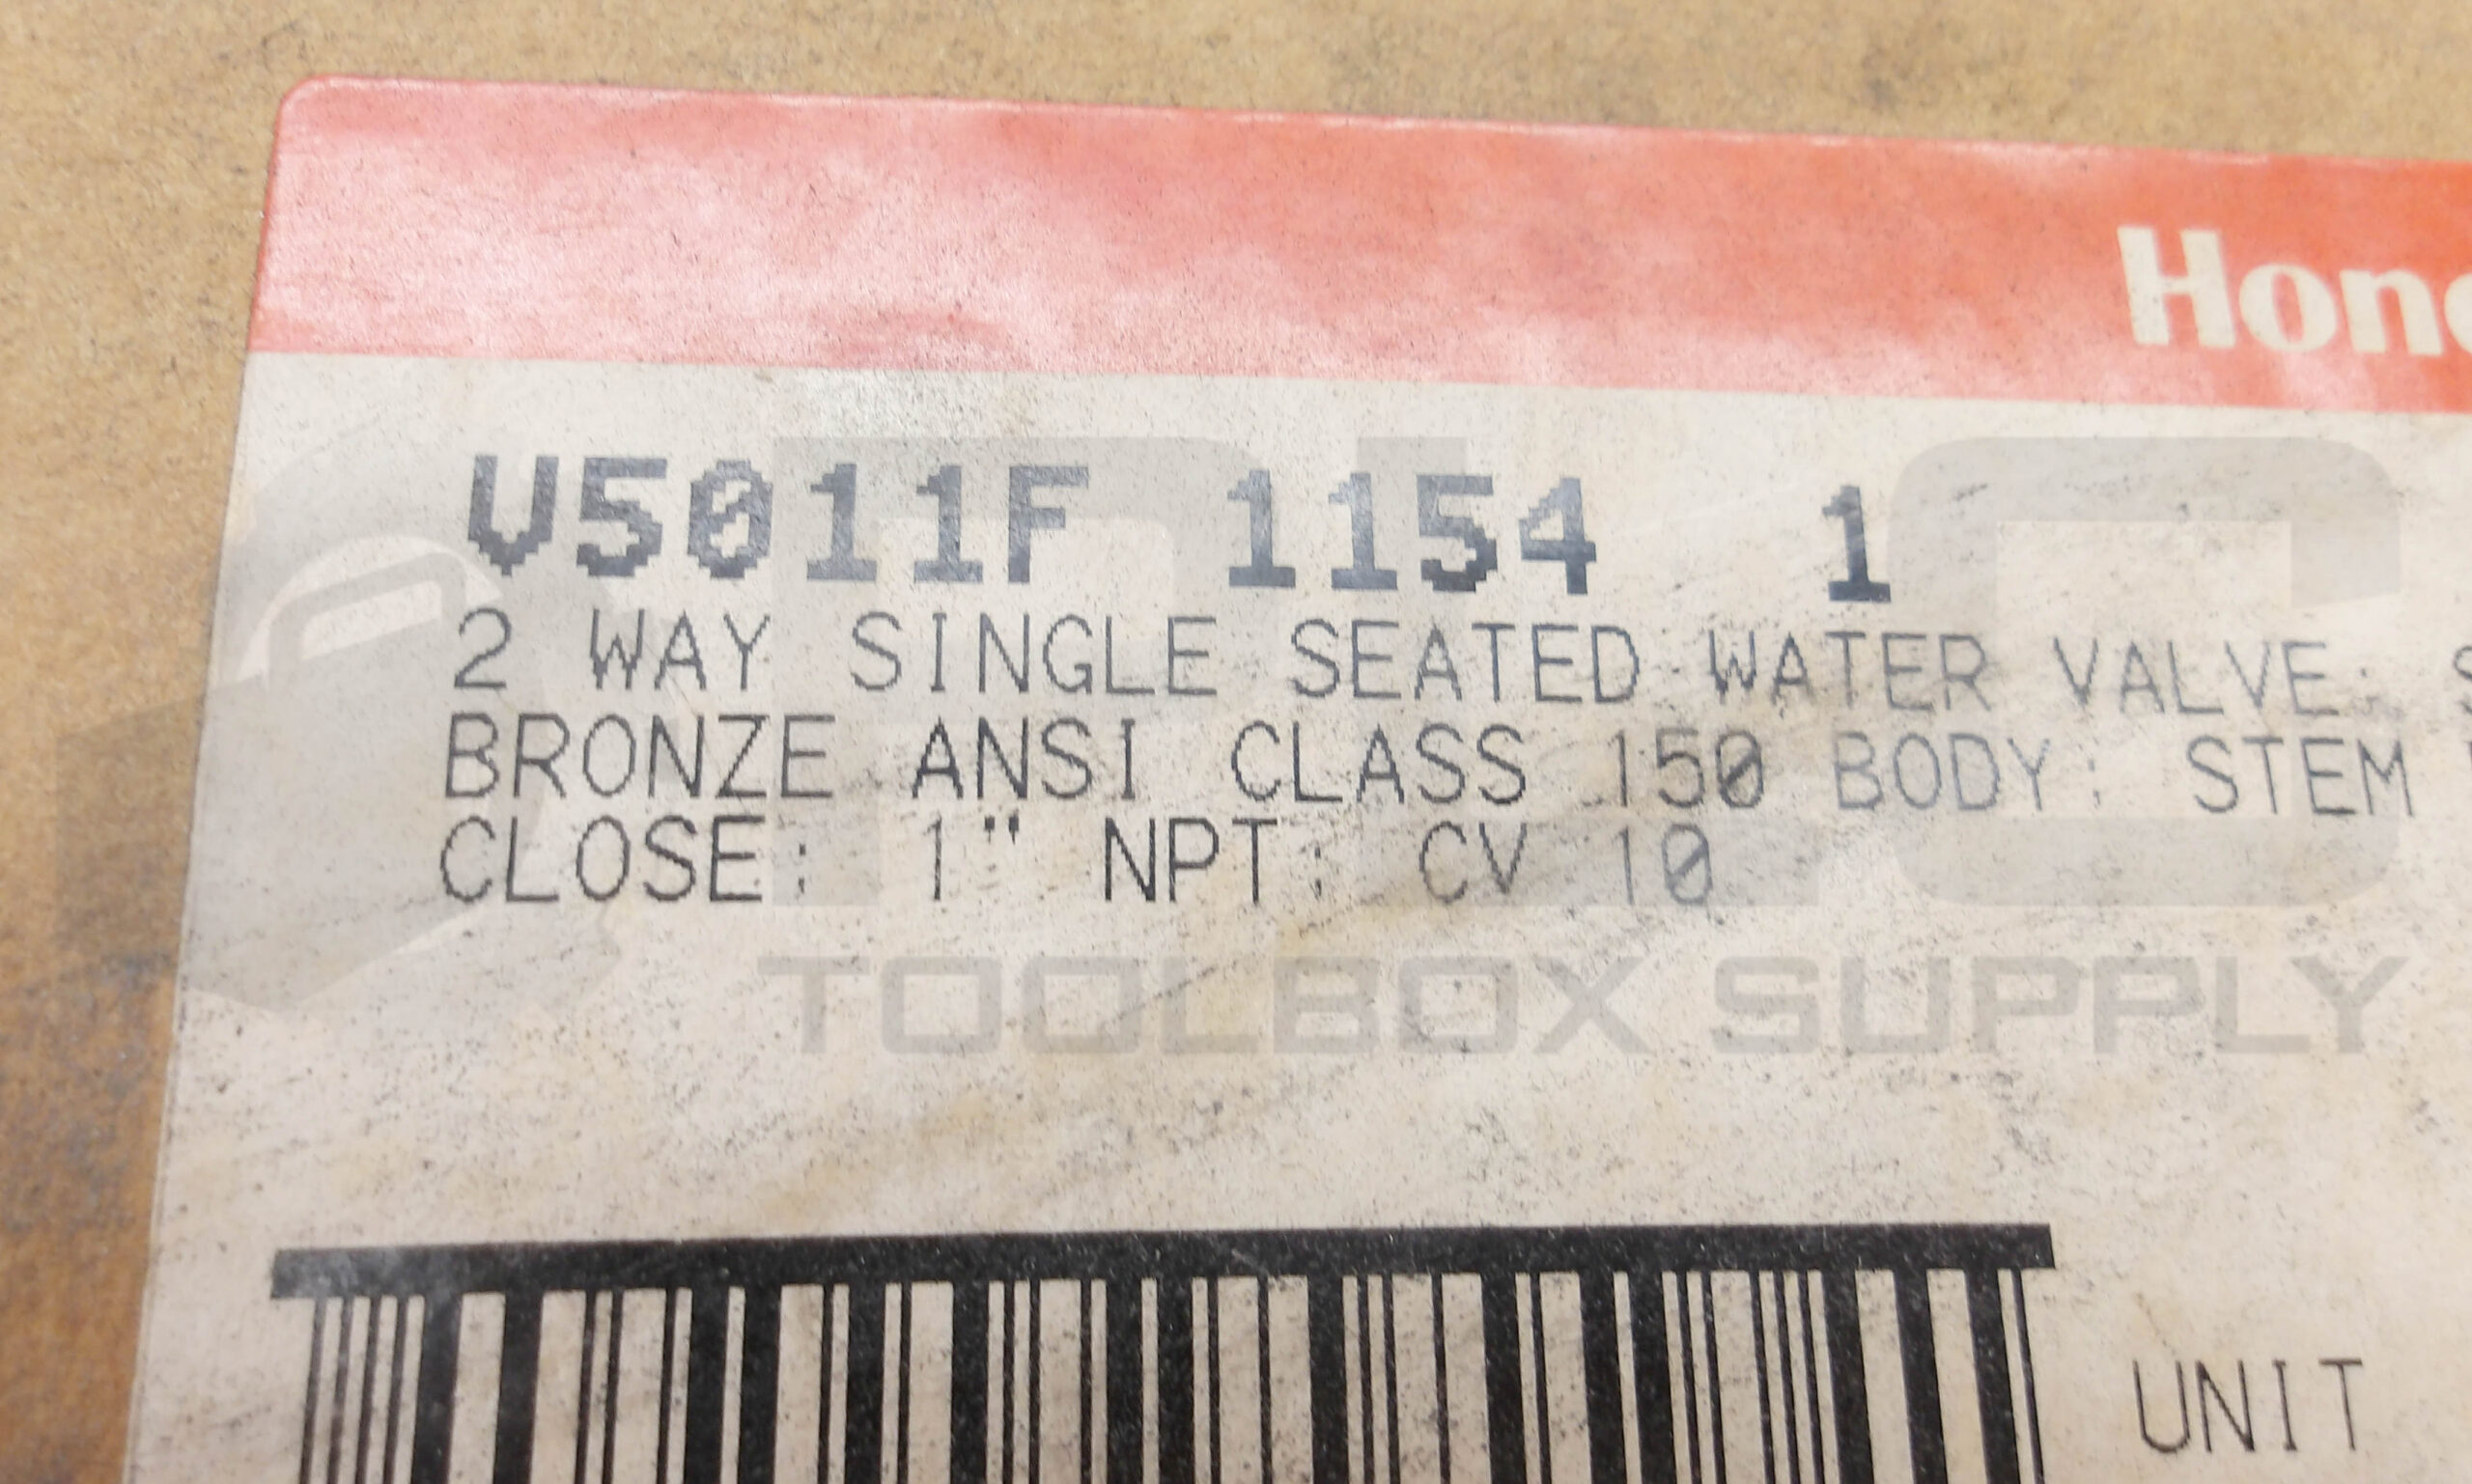 Hone
V5011F 1154 1
2 WAY SINGLE SEATED WATER VALVE: S
BRONZE ANSI CLASS 150 BODY: STEM
CLOSE: 1" NPT: CV 10
TOOLBOX SUPPLY
UNIT